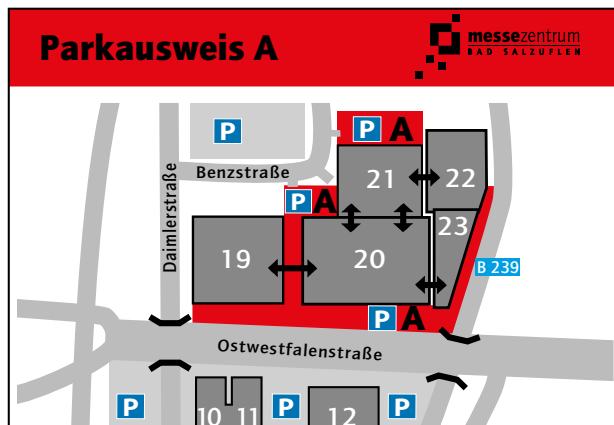 Parkausweis A
messezentrum
BAD SALZUFLEN
P
P A
Benzstraße
21
22
P A
Daimlerstraße
23
19
20
B 239
P A
Ostwestfalenstraße
P
10
11
P
12
P